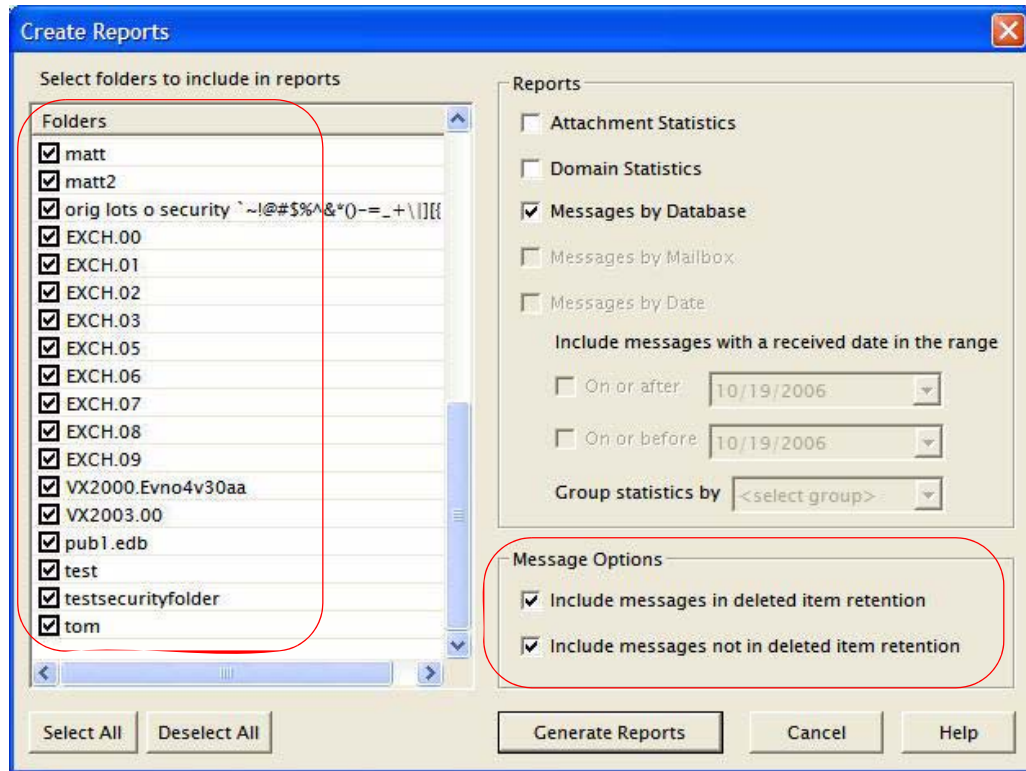 Create Reports
Select folders to include in reports
Folders
matt
matt2
orig lots o security `~!@#$%^&*()-=_+\|][{
EXCH.00
EXCH.01
EXCH.02
EXCH.03
EXCH.05
EXCH.06
EXCH.07
EXCH.08
EXCH.09
VX2000.Evno4v30aa
VX2003.00
pub1.edb
test
testsecurityfolder
tom
Select All
Deselect All
Reports
Attachment Statistics
Domain Statistics
Messages by Database
Messages by Mailbox
Messages by Date
Include messages with a received date in the range
On or after 10/19/2006
On or before 10/19/2006
Group statistics by <select group>
Message Options
Include messages in deleted item retention
Include messages not in deleted item retention
Generate Reports
Cancel
Help